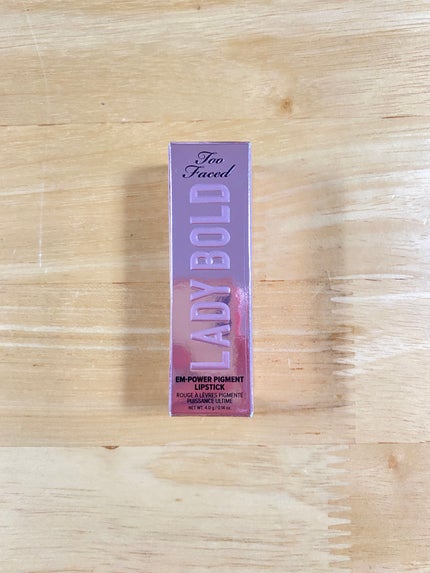 Too
Faced
LADY BOLD
EM-POWER PIGMENT
LIPSTICK
ROUGE À LÈVRES PIGMENTÉ
PUISSANCE ULTIME
NET WT. 4.0 g / 0.14 oz.